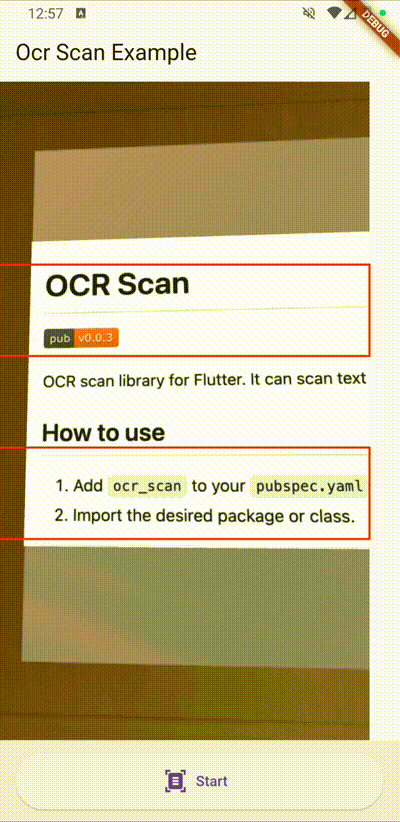 12:57
DEBUG
Ocr Scan Example
OCR Scan
pub v0.0.3
OCR scan library for Flutter. It can scan text
How to use
1. Add ocr_scan to your pubspec.yaml
2. Import the desired package or class.
Start